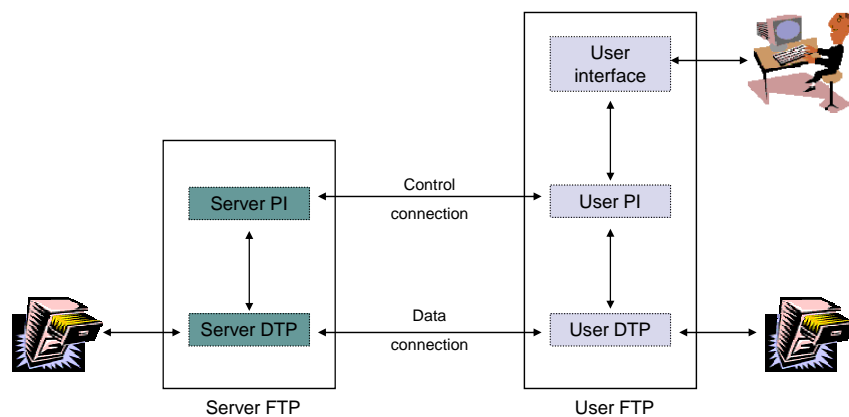 User
interface
Control
connection
Server PI
User PI
Data
connection
Server DTP
User DTP
Server FTP
User FTP